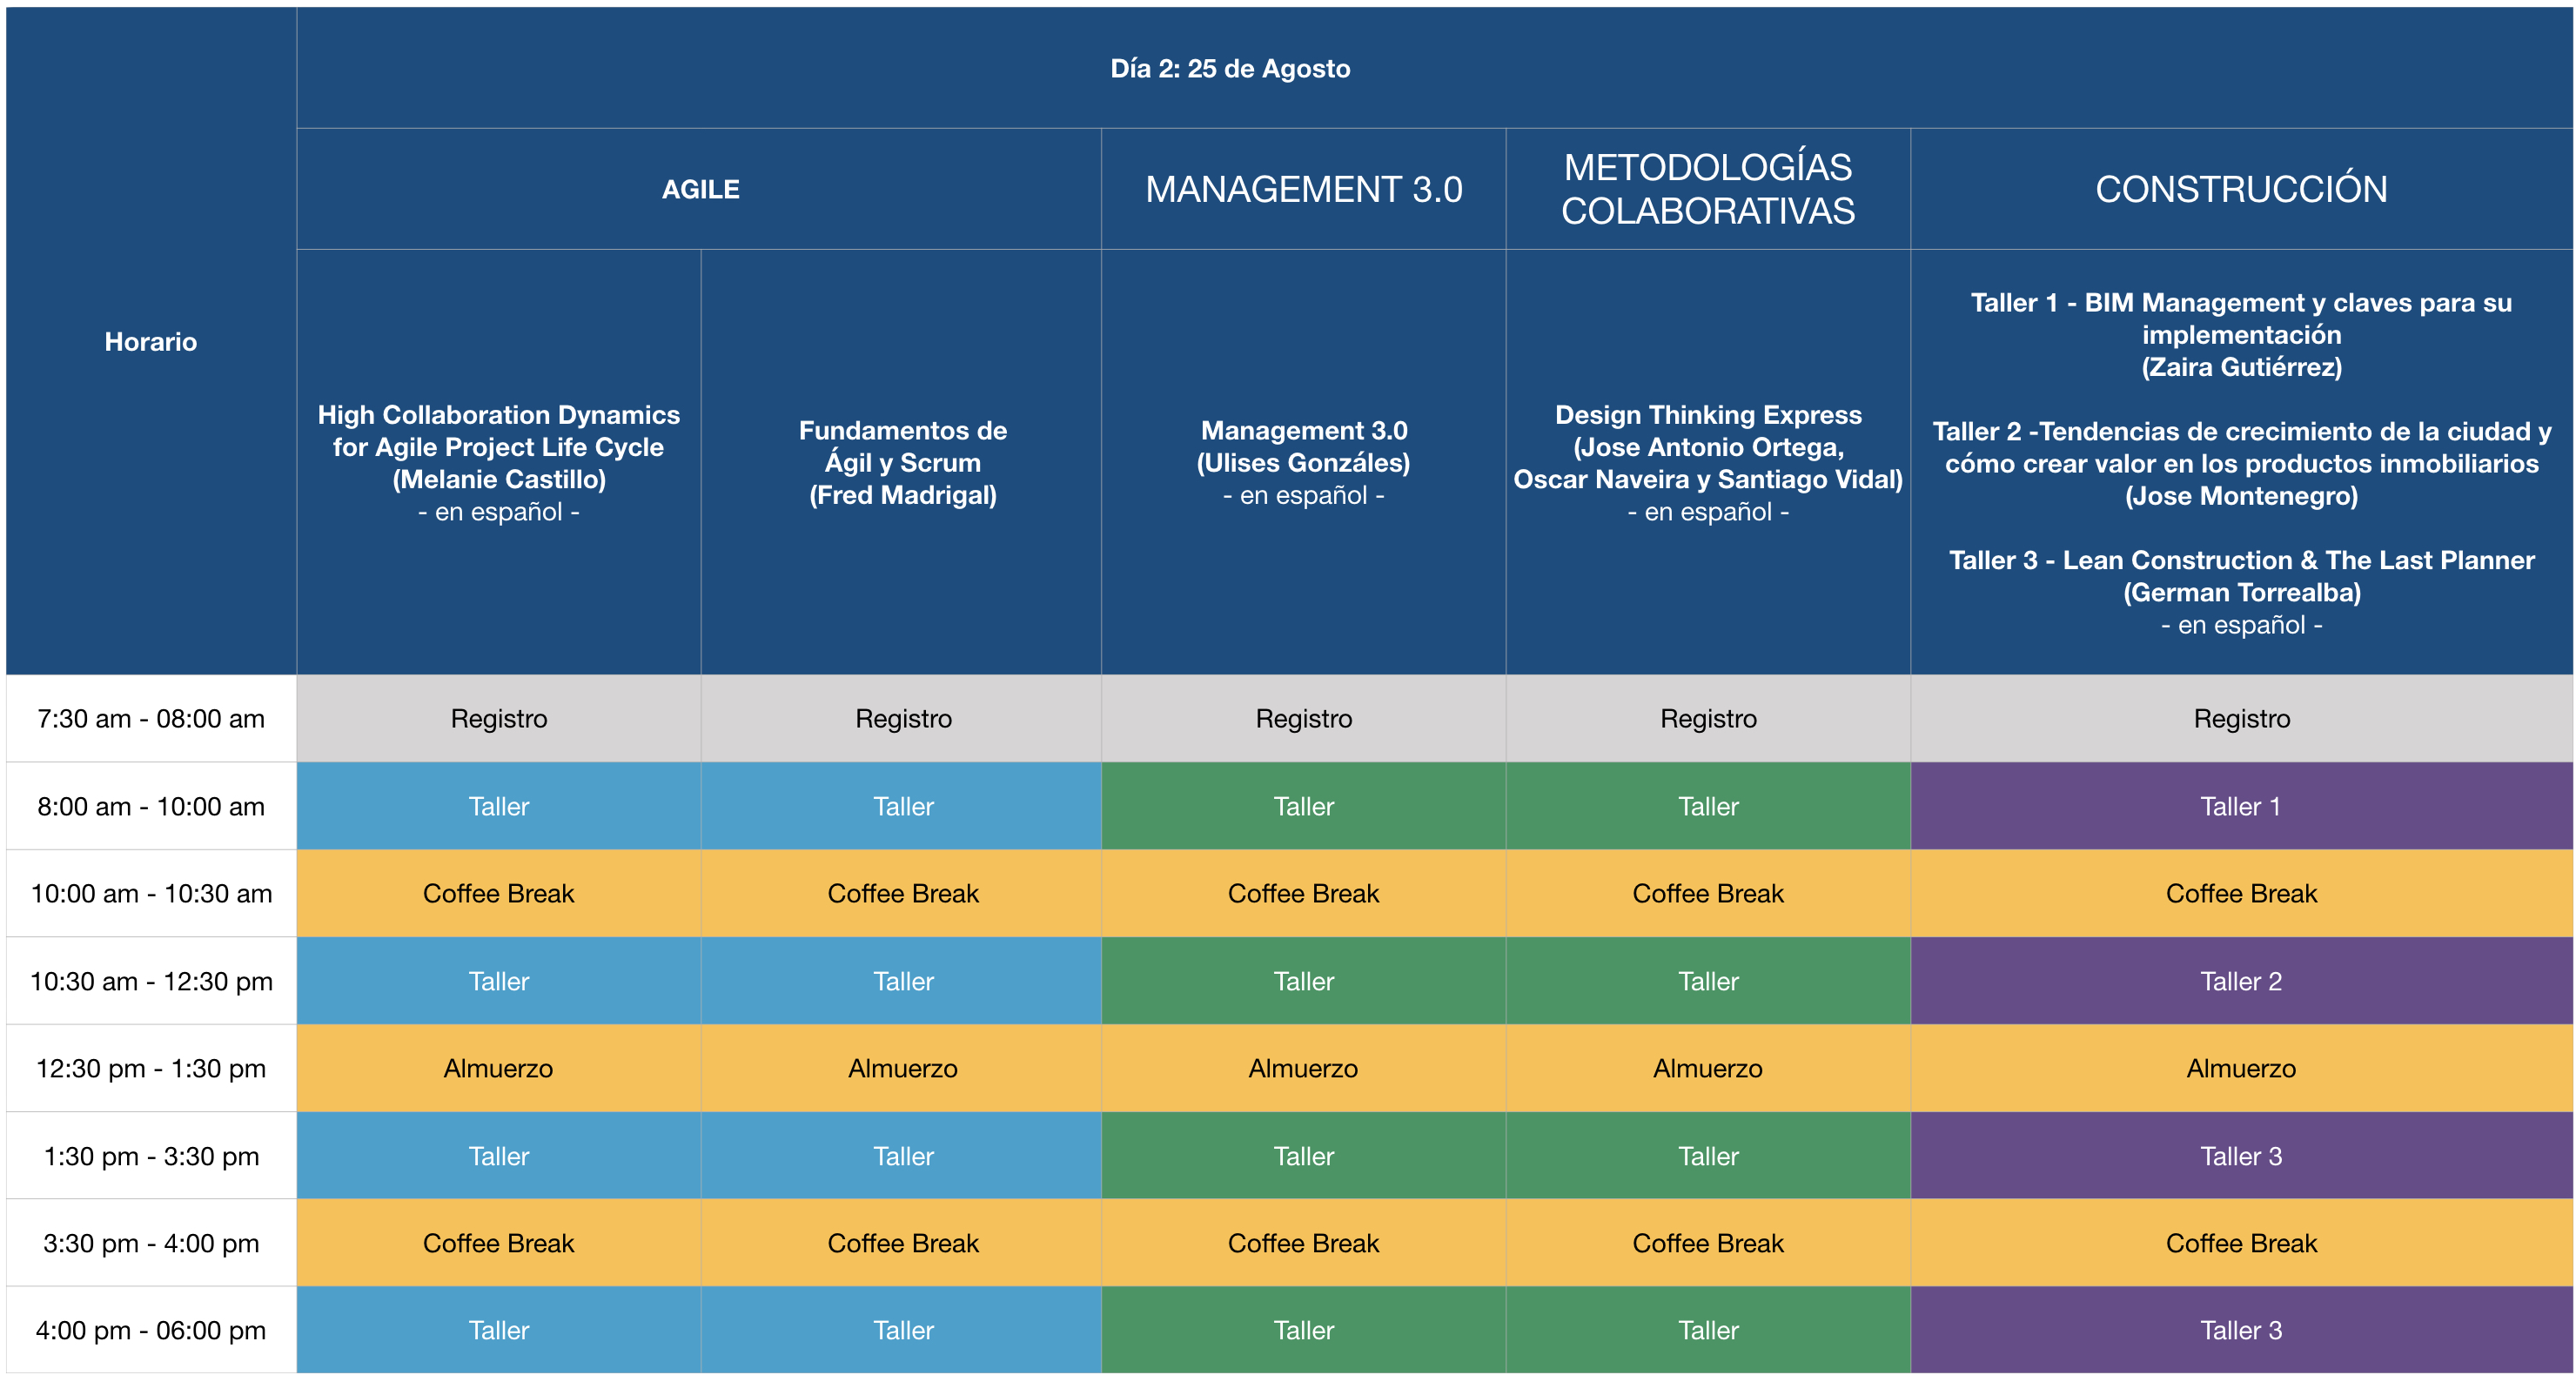 Día 2: 25 de Agosto
AGILE
MANAGEMENT 3.0
METODOLOGÍAS
COLABORATIVAS
CONSTRUCCIÓN
Horario
High Collaboration Dynamics
for Agile Project Life Cycle
(Melanie Castillo)
- en español -
Fundamentos de
Ágil y Scrum
(Fred Madrigal)
Management 3.0
(Ulises Gonzáles)
- en español -
Design Thinking Express
(Jose Antonio Ortega,
Oscar Naveira y Santiago Vidal)
- en español -
Taller 1 - BIM Management y claves para su
implementación
(Zaira Gutiérrez)
Taller 2 -Tendencias de crecimiento de la ciudad y
cómo crear valor en los productos inmobiliarios
(Jose Montenegro)
Taller 3 - Lean Construction & The Last Planner
(German Torrealba)
- en español -
7:30 am - 08:00 am Registro Registro Registro Registro Registro
8:00 am - 10:00 am Taller Taller Taller Taller Taller 1
10:00 am - 10:30 am Coffee Break Coffee Break Coffee Break Coffee Break Coffee Break
10:30 am - 12:30 pm Taller Taller Taller Taller Taller 2
12:30 pm - 1:30 pm Almuerzo Almuerzo Almuerzo Almuerzo Almuerzo
1:30 pm - 3:30 pm Taller Taller Taller Taller Taller 3
3:30 pm - 4:00 pm Coffee Break Coffee Break Coffee Break Coffee Break Coffee Break
4:00 pm - 06:00 pm Taller Taller Taller Taller Taller 3